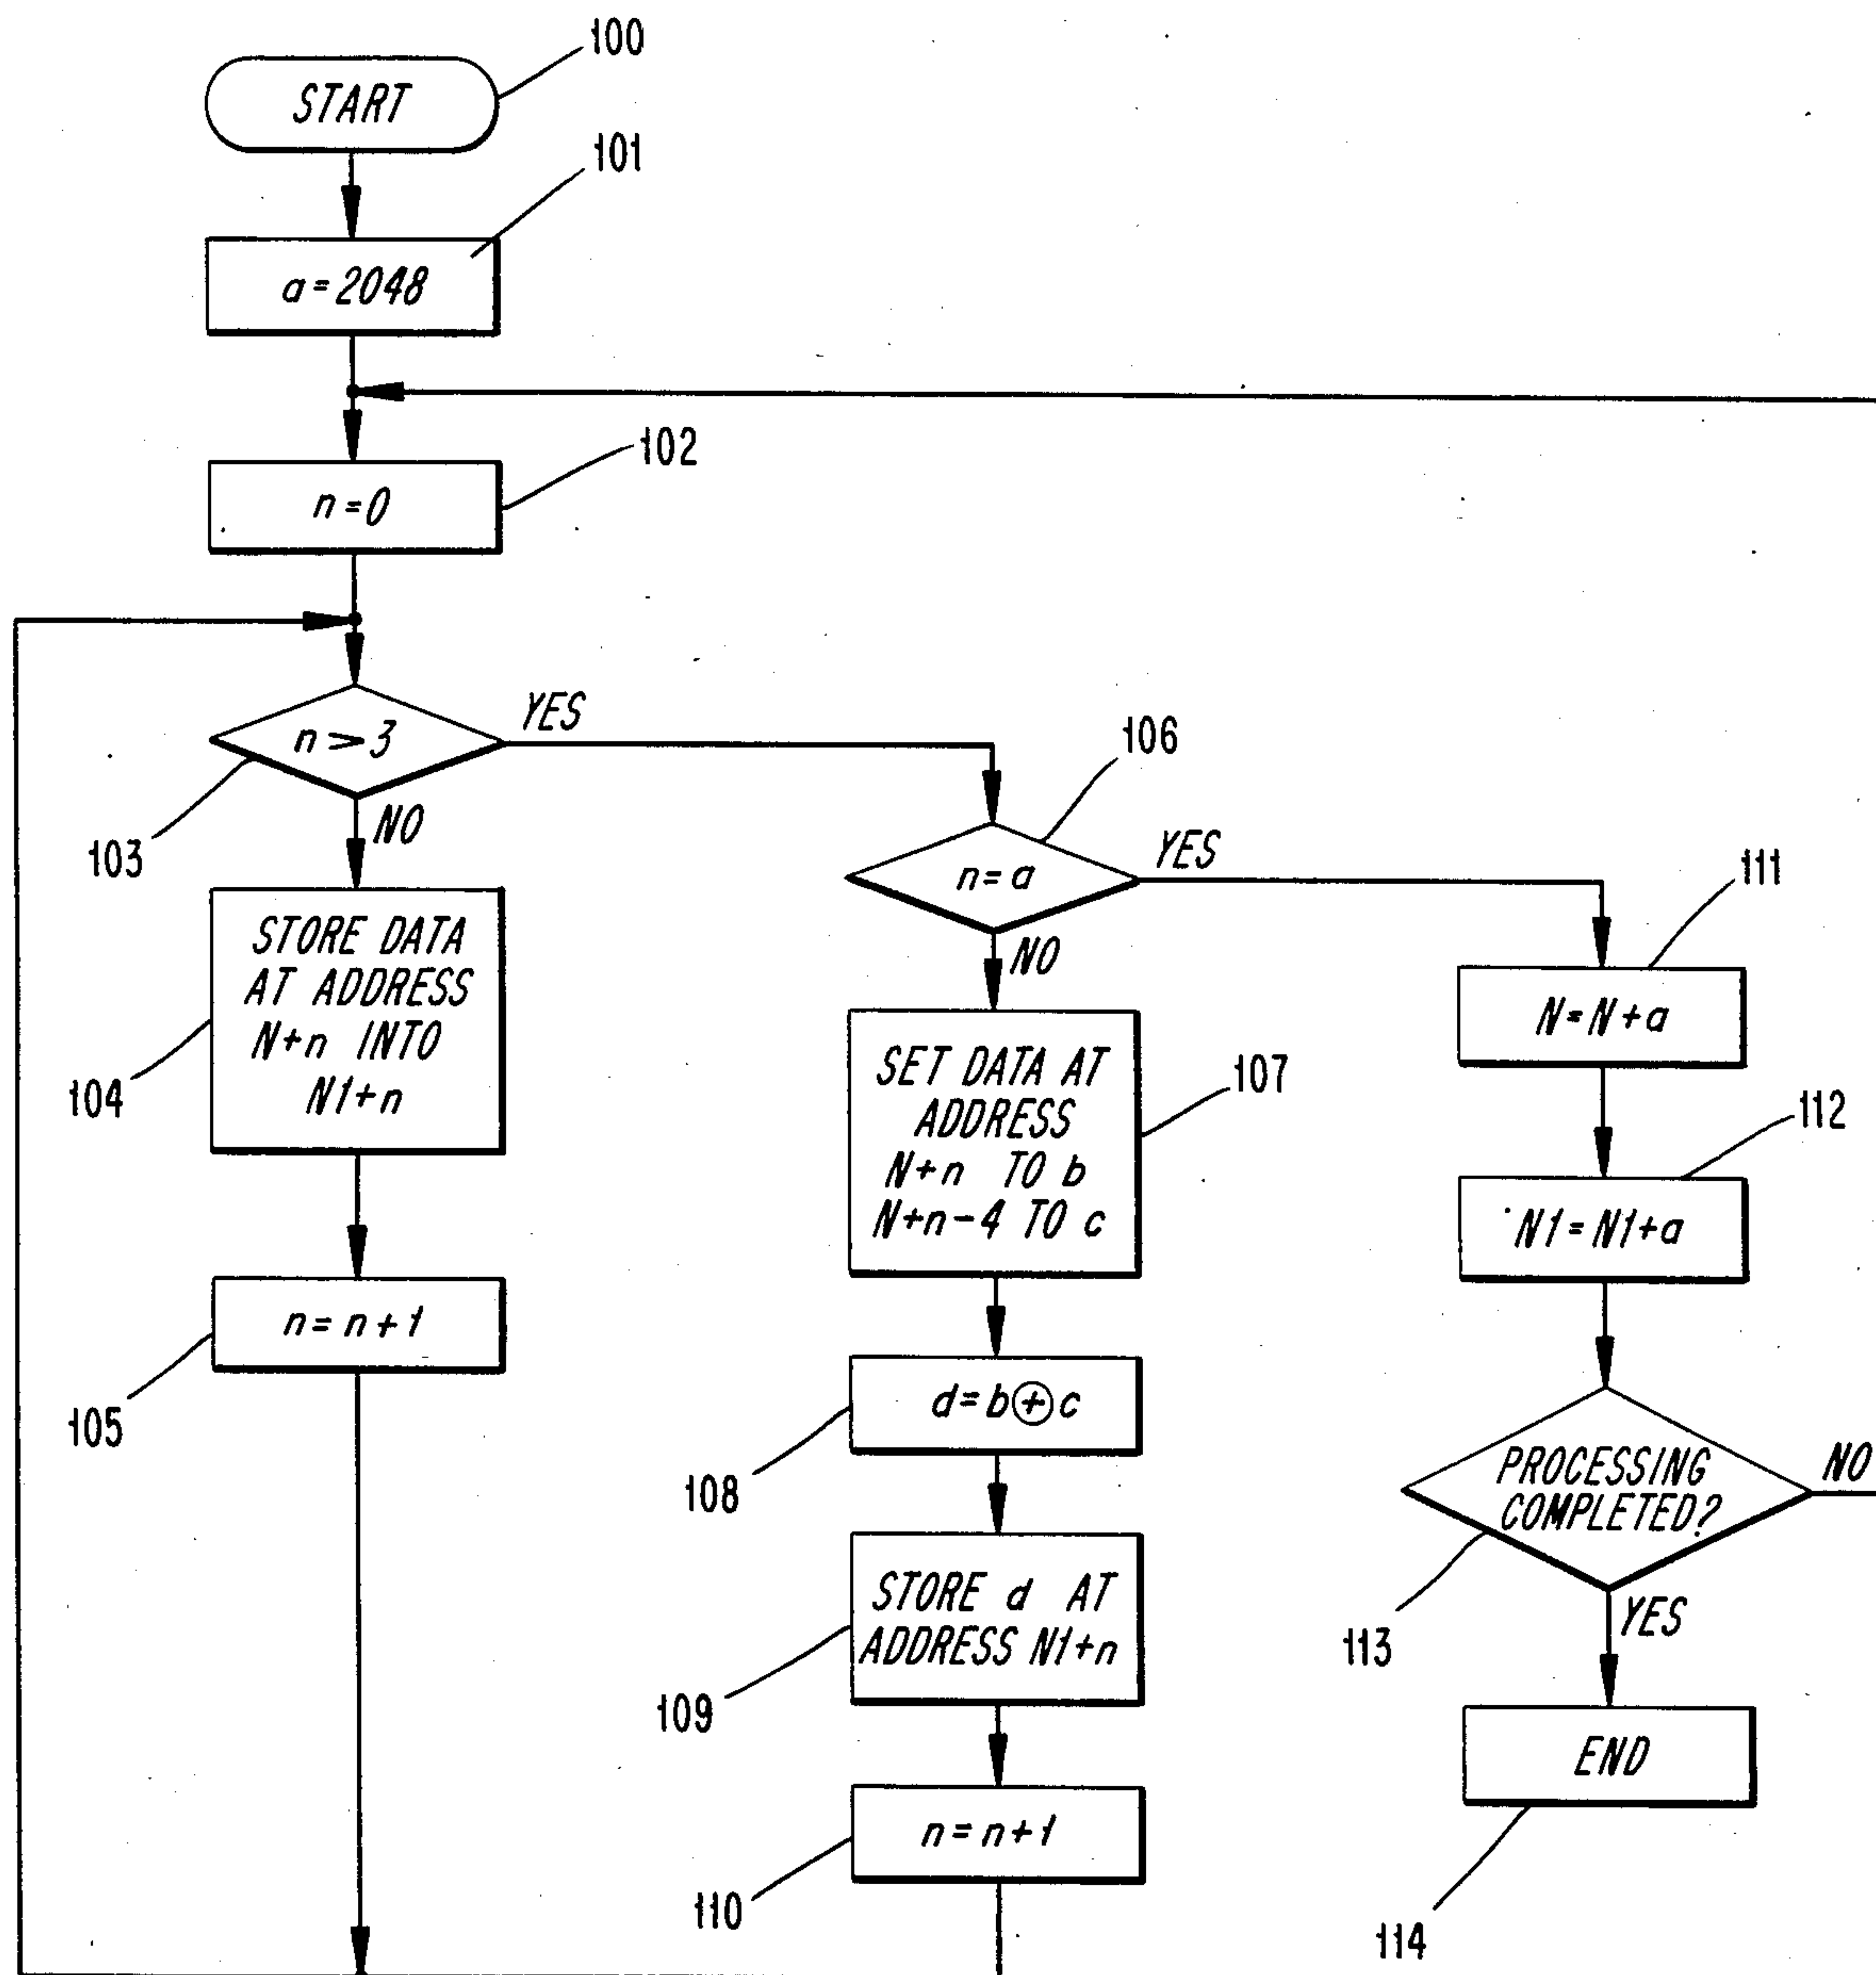 100
START
101
a=2048
102
n=0
n>3
YES
NO
103
106
n=a
YES
NO
STORE DATA
AT ADDRESS
N+n INTO
N1+n
104
111
N=N+a
SET DATA AT
ADDRESS
N+n TO b
N+n-4 TO c
107
112
N1=N1+a
n=n+1
105
d=b⊕c
108
PROCESSING
COMPLETED?
NO
YES
113
STORE d AT
ADDRESS N1+n
109
END
114
n=n+1
110